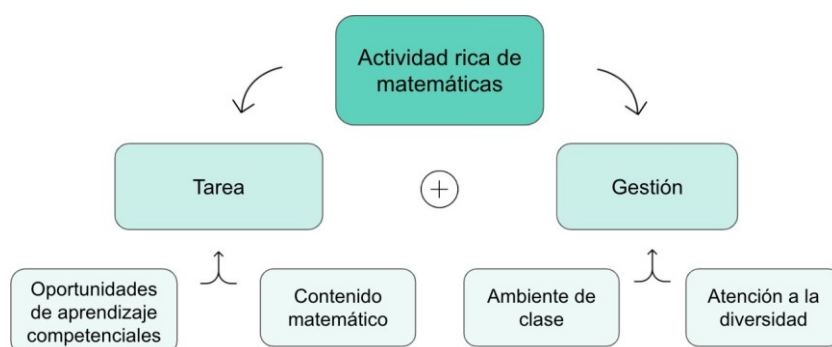 Actividad rica de
matemáticas
Tarea
+
Gestión
Oportunidades
de aprendizaje
competenciales
Contenido
matemático
Ambiente de
clase
Atención a la
diversidad